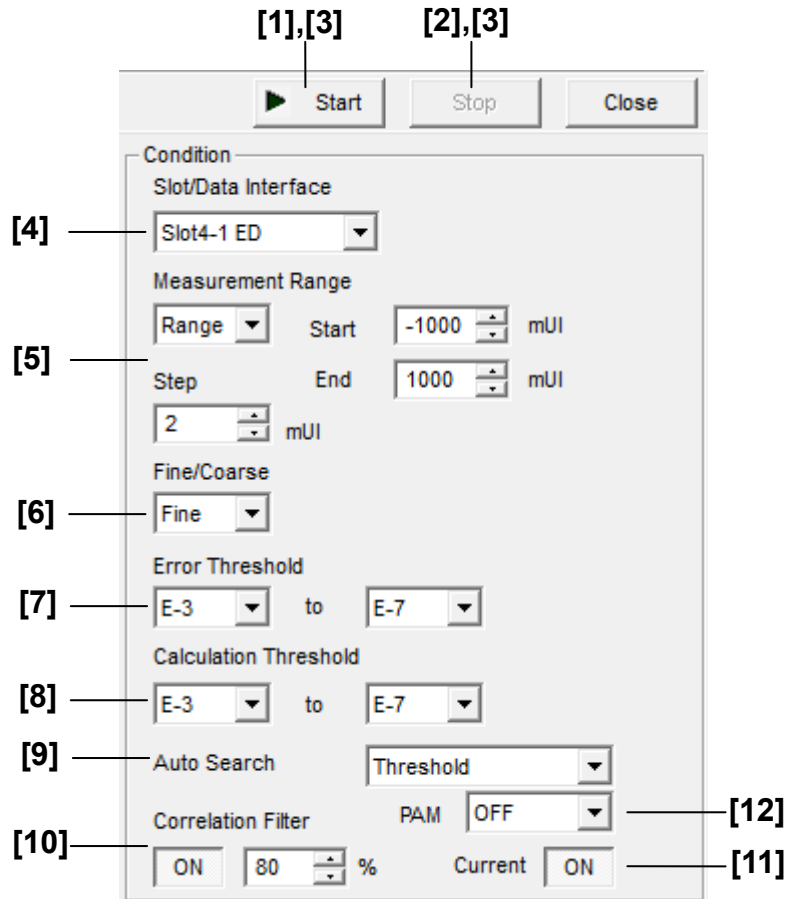 [1],[3] [2],[3]
Start Stop Close
Condition
Slot/Data Interface
[4] Slot4-1 ED
Measurement Range
Range Start -1000 mUI
[5]
Step End 1000 mUI
2 mUI
Fine/Coarse
[6] Fine
Error Threshold
[7] E-3 to E-7
Calculation Threshold
[8] E-3 to E-7
[9] Auto Search Threshold
Correlation Filter PAM OFF [12]
[10] ON 80 % Current ON [11]